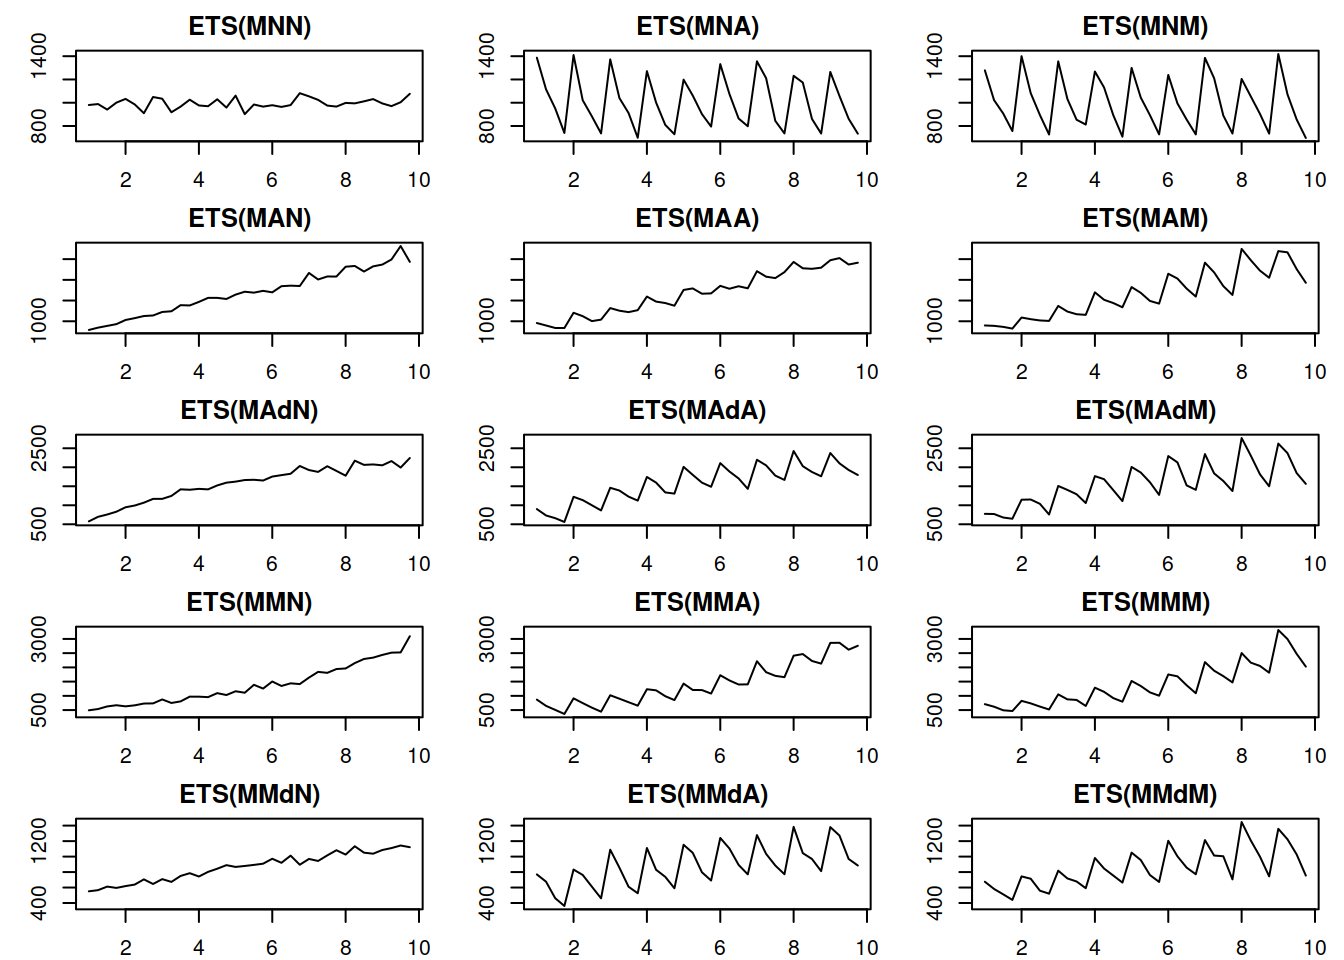 ETS(MNN) ETS(MNA) ETS(MNM)
1400 1400 1400
800 800 800
2 4 6 8 10 2 4 6 8 10 2 4 6 8 10
ETS(MAN) ETS(MAA) ETS(MAM)
1000 1000 1000
2 4 6 8 10 2 4 6 8 10 2 4 6 8 10
ETS(MAdN) ETS(MAdA) ETS(MAdM)
2500 2500 2500
500 500 500
2 4 6 8 10 2 4 6 8 10 2 4 6 8 10
ETS(MMN) ETS(MMA) ETS(MMM)
3000 3000 3000
500 500 500
2 4 6 8 10 2 4 6 8 10 2 4 6 8 10
ETS(MMdN) ETS(MMdA) ETS(MMdM)
1200 1200 1200
400 400 400
2 4 6 8 10 2 4 6 8 10 2 4 6 8 10